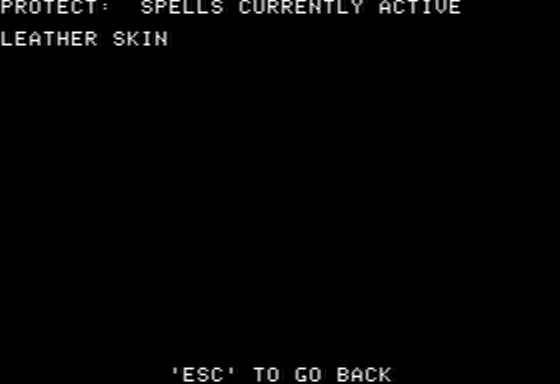 PROTECT:  SPELLS CURRENTLY ACTIVE
LEATHER SKIN
'ESC' TO GO BACK